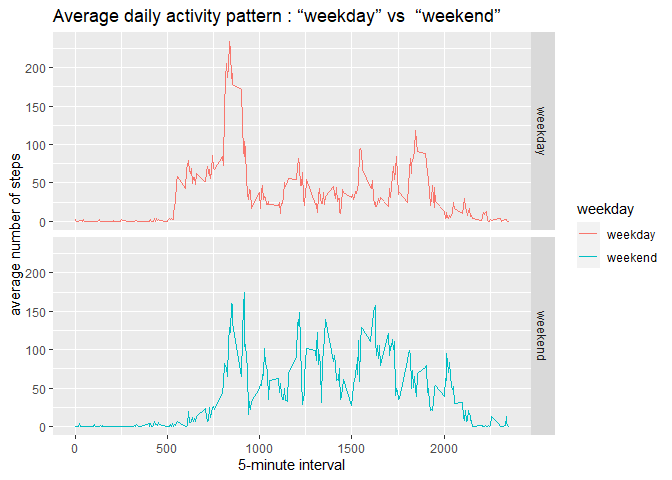 Average daily activity pattern : “weekday” vs  “weekend”
average number of steps
200
150
100
50
0
weekday
200
150
100
50
0
weekend
0
500
1000
1500
2000
5-minute interval
weekday
weekday
weekend